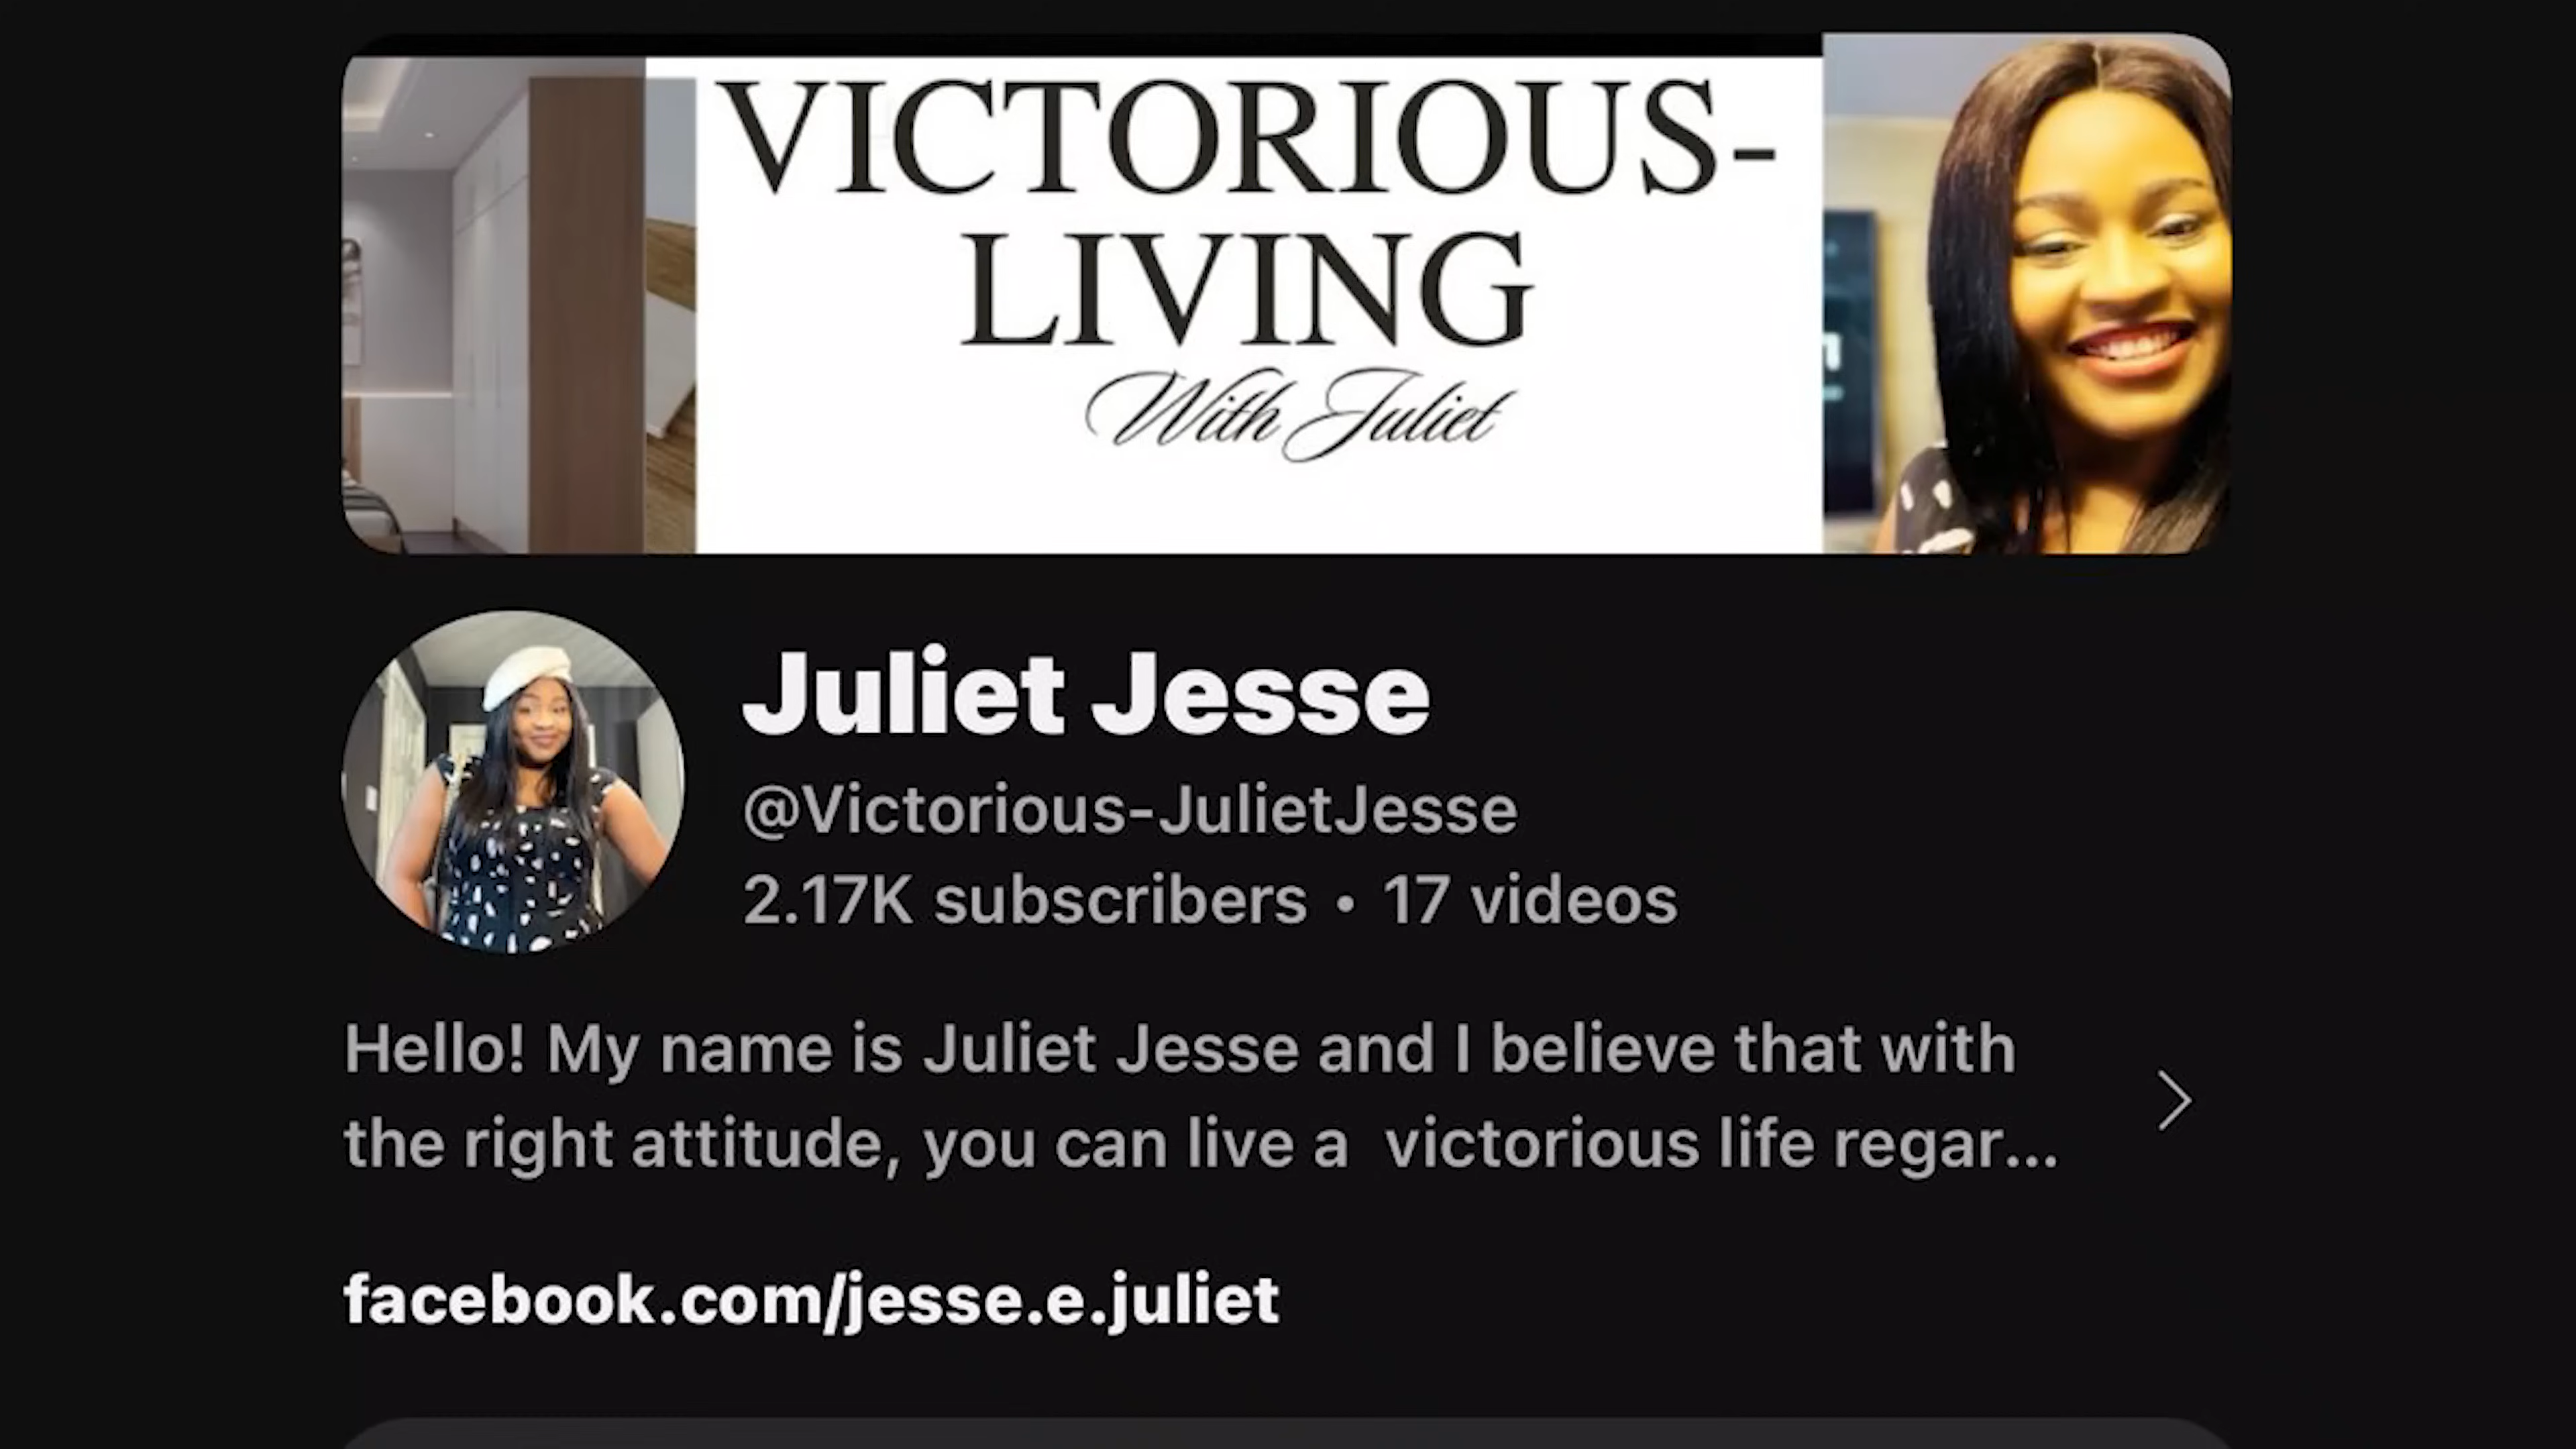 VICTORIOUS-
LIVING
With Juliet
Juliet Jesse
@Victorious-JulietJesse
2.17K subscribers • 17 videos
Hello! My name is Juliet Jesse and I believe that with
the right attitude, you can live a  victorious life regar...
facebook.com/jesse.e.juliet